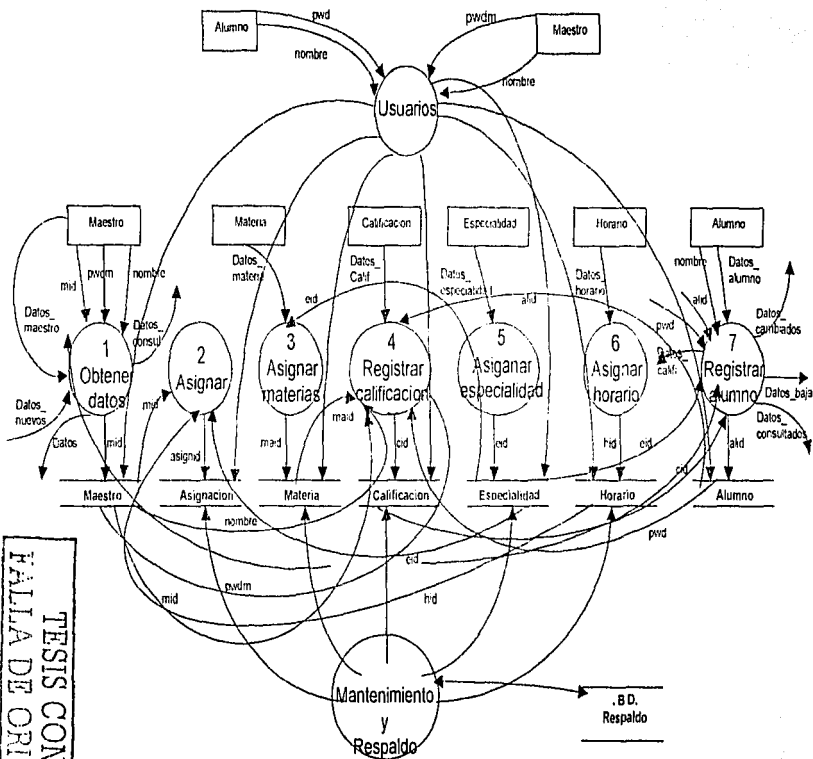 Alumno
pwd
nombre
pwdm
Maestro
nombre
Usuarios
Maestro
Materia
Calificacion
Especialidad
Horario
Alumno
mid
pwdm
nombre
Datos_
maestro
Datos_
consul
Datos_
materia
Datos_
Calif
eid
Datos_
especialidad
alid
Datos_
horario
nombre
alid
Datos_
alumno
pwd
Datos_
calif
Datos_
cambiados
Datos_baja
Datos_
consultados
1
Obtener
datos
2
Asignar
3
Asignar
materias
4
Registrar
calificacion
5
Asiganar
especialidad
6
Asignar
horario
7
Registrar
alumno
Datos_
nuevos
Datos
mid
mid
asignid
maid
maid
cid
eid
hid
eid
cid
alid
Maestro
Asignacion
Materia
Calificacion
Especialidad
Horario
Alumno
nombre
pwdm
mid
cid
hid
pwd
Mantenimiento
y
Respaldo
.B D.
Respaldo
TESIS CON
FALLA DE ORI